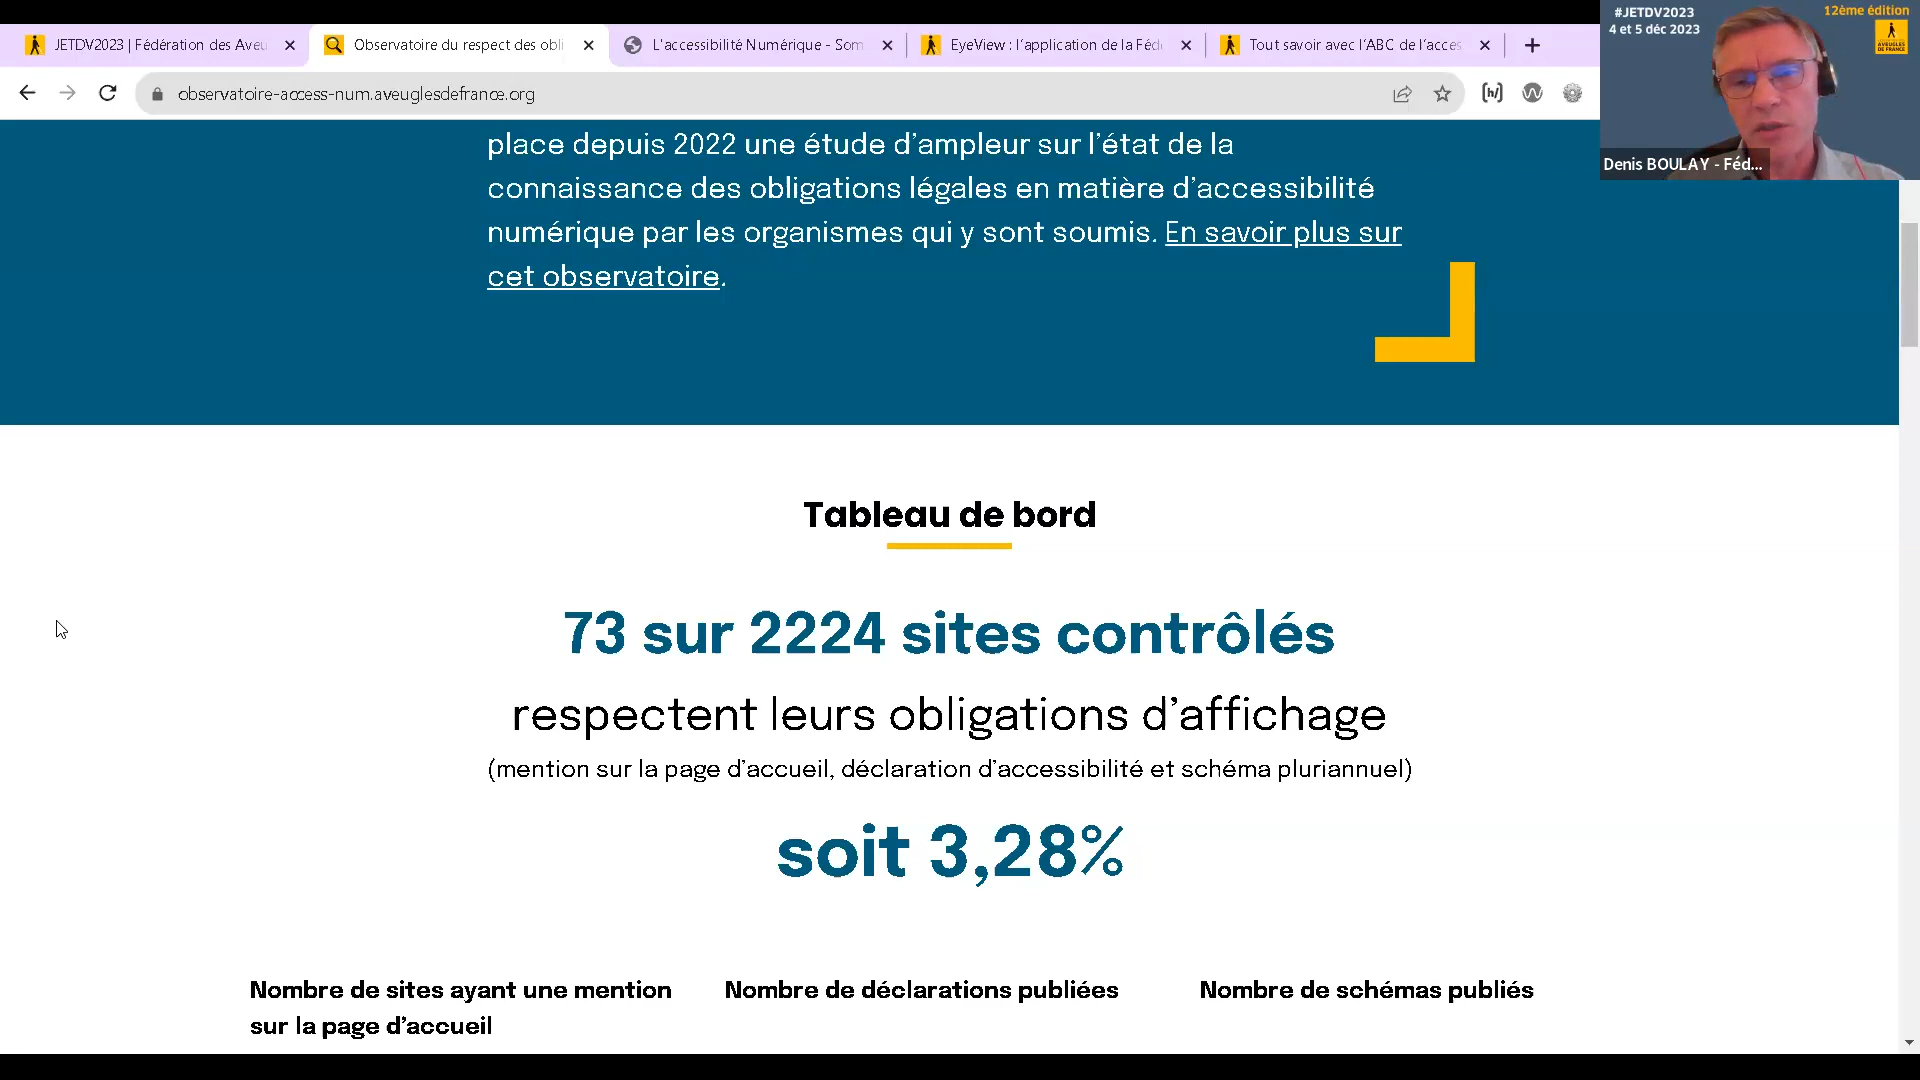 #JETDV2023
4 et 5 déc 2023
12ème édition
AVEUGLES
DE FRANCE
Denis BOULAY - Féd...
JETDV2023 | Fédération des Aveu
Observatoire du respect des obli
L'accessibilité Numérique - Som
EyeView : l'application de la Féd
Tout savoir avec l'ABC de l'acces
observatoire-access-num.aveuglesdefrance.org
place depuis 2022 une étude d’ampleur sur l’état de la
connaissance des obligations légales en matière d’accessibilité
numérique par les organismes qui y sont soumis. En savoir plus sur
cet observatoire.
Tableau de bord
73 sur 2224 sites contrôlés
respectent leurs obligations d’affichage
(mention sur la page d’accueil, déclaration d’accessibilité et schéma pluriannuel)
soit 3,28%
Nombre de sites ayant une mention
sur la page d’accueil
Nombre de déclarations publiées
Nombre de schémas publiés